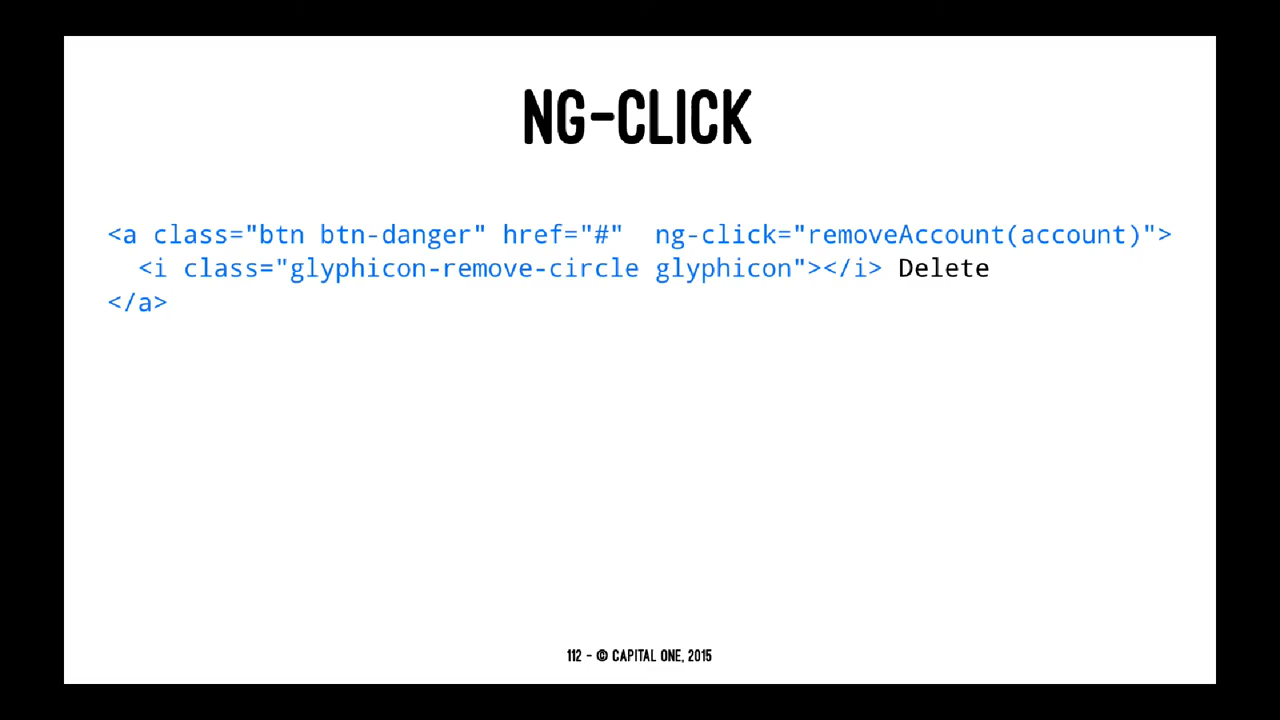 NG-CLICK
<a class="btn btn-danger" href="#"  ng-click="removeAccount(account)">
  <i class="glyphicon-remove-circle glyphicon"></i> Delete
</a>
112 - © CAPITAL ONE, 2015